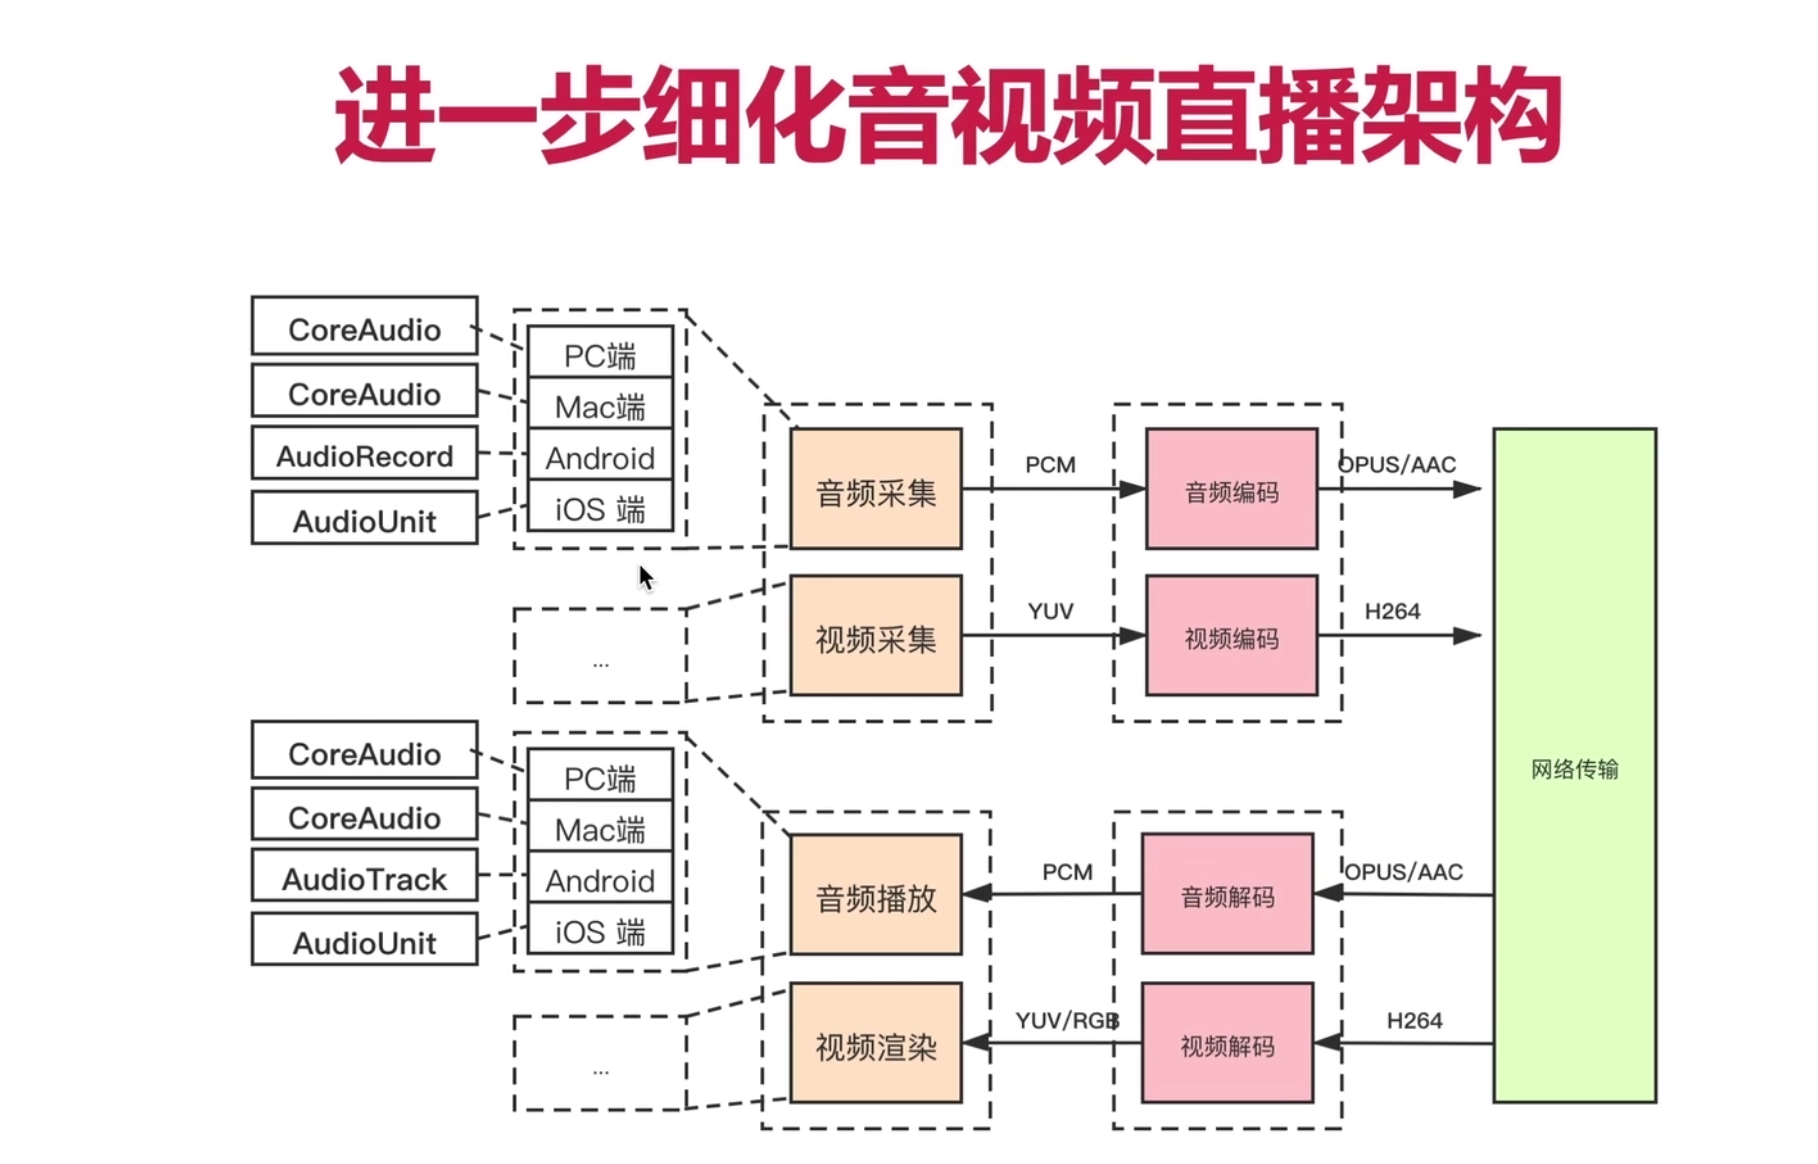 进一步细化音视频直播架构
CoreAudio
CoreAudio
AudioRecord
AudioUnit
PC端
Mac端
Android
iOS 端
音频采集
PCM
音频编码
OPUS/AAC
...
视频采集
YUV
视频编码
H264
网络传输
CoreAudio
CoreAudio
AudioTrack
AudioUnit
PC端
Mac端
Android
iOS 端
音频播放
PCM
音频解码
OPUS/AAC
...
视频渲染
YUV/RGB
视频解码
H264